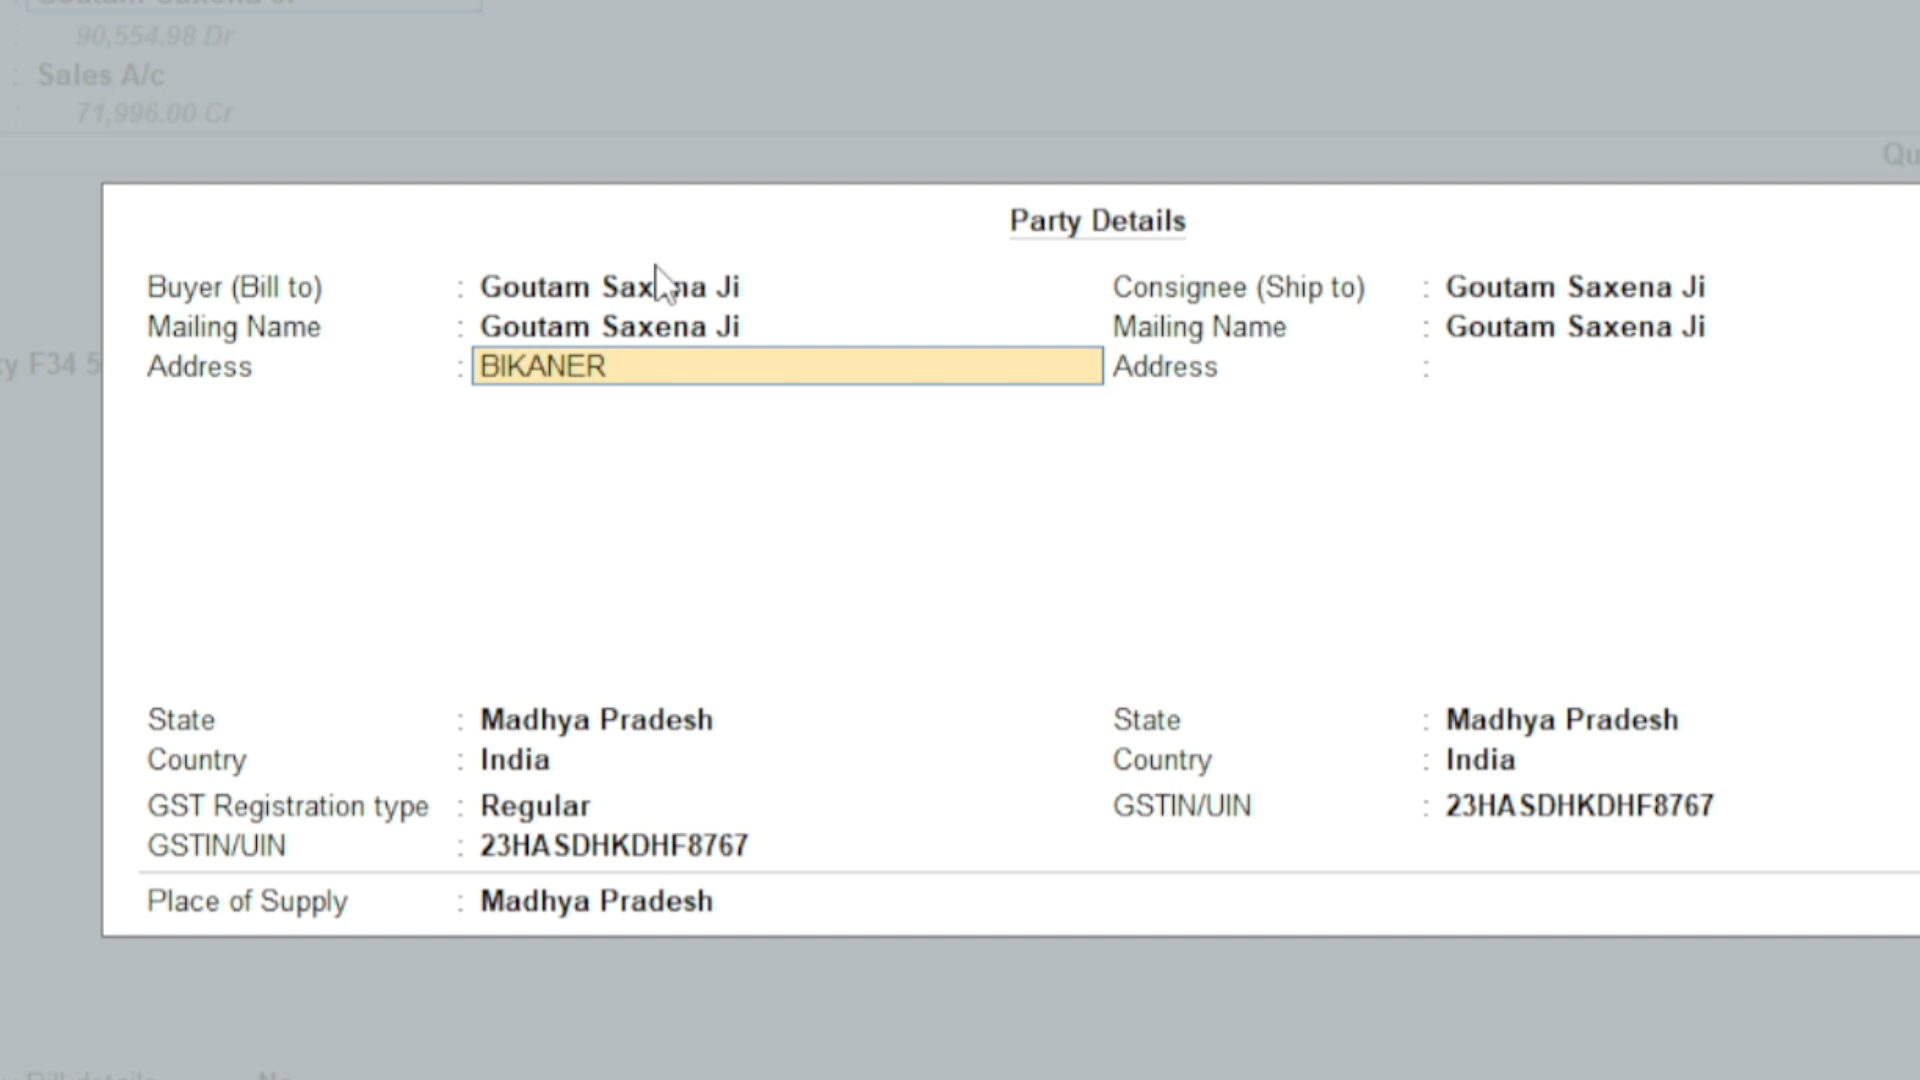 90,554.98 Dr
: Sales A/c
71,996.00 Cr
Party Details
Buyer (Bill to) : Goutam Saxena Ji
Mailing Name : Goutam Saxena Ji
Address : BIKANER
Consignee (Ship to) : Goutam Saxena Ji
Mailing Name : Goutam Saxena Ji
Address :
F34 5
State : Madhya Pradesh
Country : India
GST Registration type : Regular
GSTIN/UIN : 23HASDHKDHF8767
State : Madhya Pradesh
Country : India
GSTIN/UIN : 23HASDHKDHF8767
Place of Supply : Madhya Pradesh